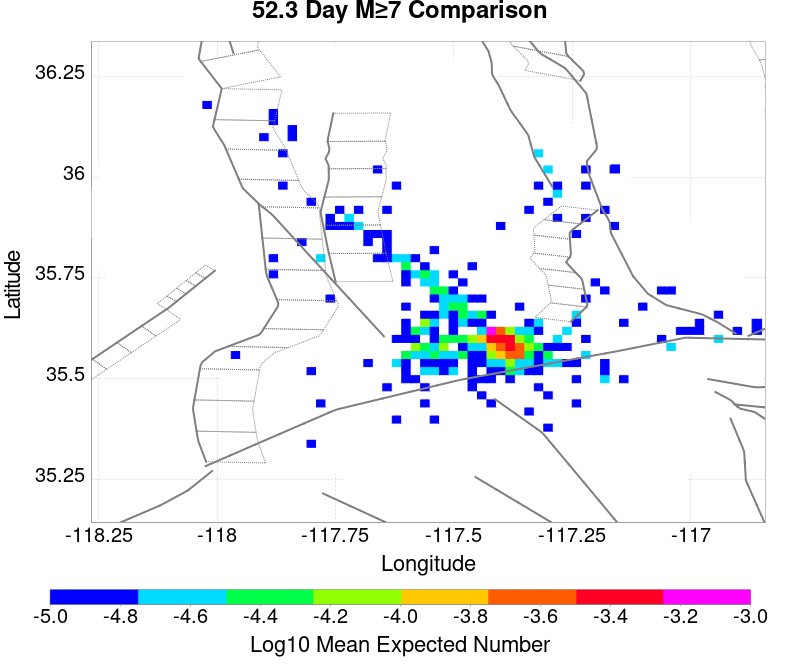 52.3 Day M≥7 Comparison
36.25
36
35.75
35.5
35.25
Latitude
-118.25 -118 -117.75 -117.5 -117.25 -117
Longitude
-5.0 -4.8 -4.6 -4.4 -4.2 -4.0 -3.8 -3.6 -3.4 -3.2 -3.0
Log10 Mean Expected Number